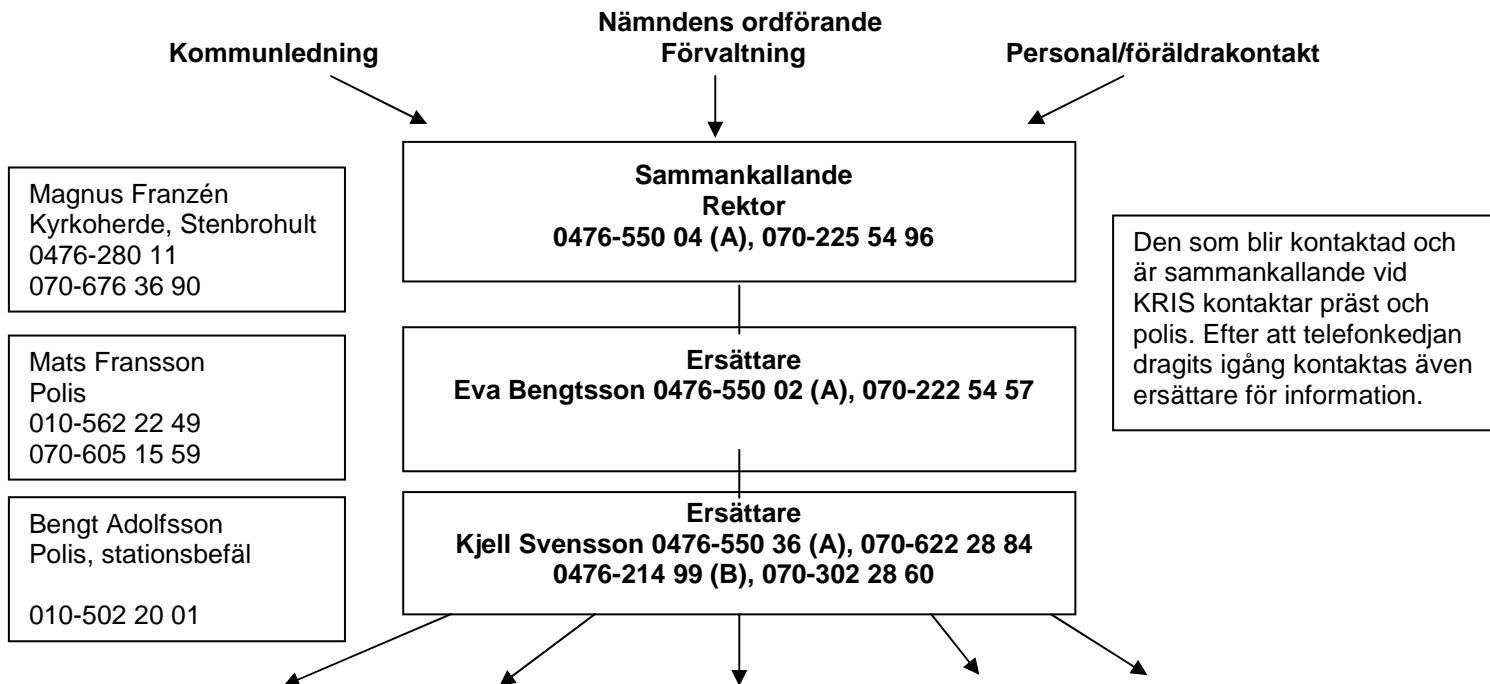 Nämndens ordförande
Kommunledning
Förvaltning
Personal/föräldrakontakt
Sammankallande
Rektor
0476-550 04 (A), 070-225 54 96
Magnus Franzén
Kyrkoherde, Stenbrohult
0476-280 11
070-676 36 90
Den som blir kontaktad och
är sammankallande vid
KRIS kontaktar präst och
polis. Efter att telefonkedjan
dragits igång kontaktas även
ersättare för information.
Ersättare
Eva Bengtsson 0476-550 02 (A), 070-222 54 57
Mats Fransson
Polis
010-562 22 49
070-605 15 59
Ersättare
Kjell Svensson 0476-550 36 (A), 070-622 28 84
0476-214 99 (B), 070-302 28 60
Bengt Adolfsson
Polis, stationsbefäl
010-502 20 01